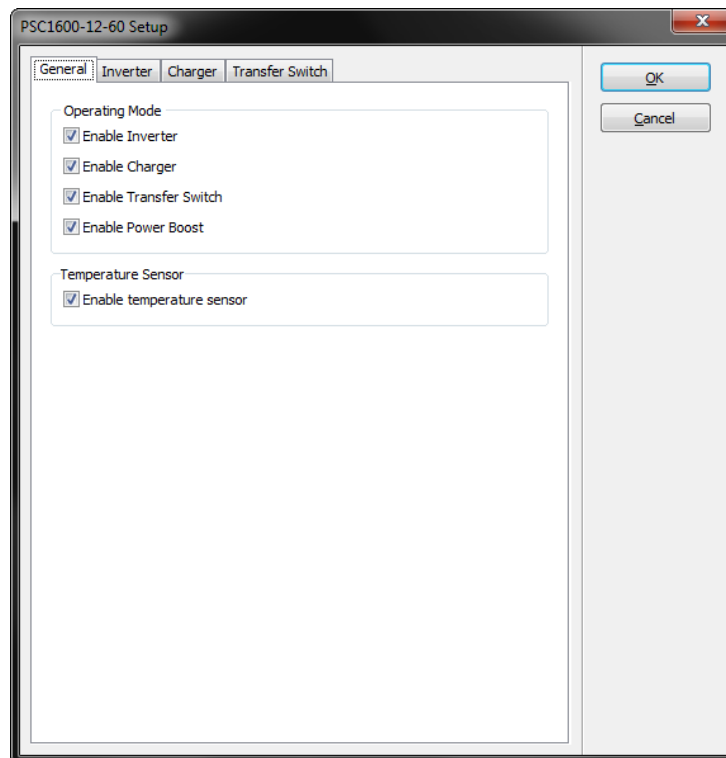 PSC1600-12-60 Setup
General
Inverter
Charger
Transfer Switch
OK
Cancel
Operating Mode
Enable Inverter
Enable Charger
Enable Transfer Switch
Enable Power Boost
Temperature Sensor
Enable temperature sensor